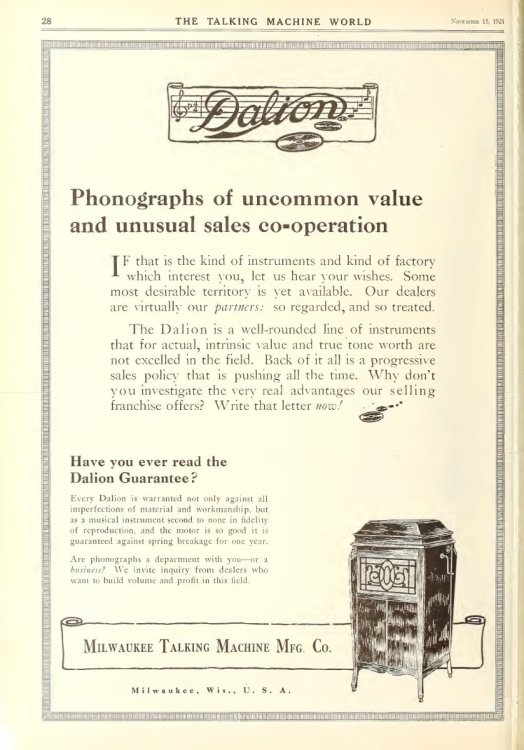 28
THE TALKING MACHINE WORLD
NOVEMBER 15, 1921
Dalion
Phonographs of uncommon value
and unusual sales co-operation
IF that is the kind of instruments and kind of factory
which interest you, let us hear your wishes. Some
most desirable territory is yet available. Our dealers
are virtually our partners: so regarded, and so treated.
The Dalion is a well-rounded line of instruments
that for actual, intrinsic value and true tone worth are
not excelled in the field. Back of it all is a progressive
sales policy that is pushing all the time. Why don't
you investigate the very real advantages our selling
franchise offers? Write that letter now!
Have you ever read the
Dalion Guarantee?
Every Dalion is warranted not only against all
imperfections of material and workmanship, but
as a musical instrument second to none in fidelity
of reproduction, and the motor is so good it is
guaranteed against spring breakage for one year.
Are phonographs a department with you—or a
business? We invite inquiry from dealers who
want to build volume and profit in this field.
MILWAUKEE TALKING MACHINE MFG. CO.
Milwaukee, Wis., U. S. A.